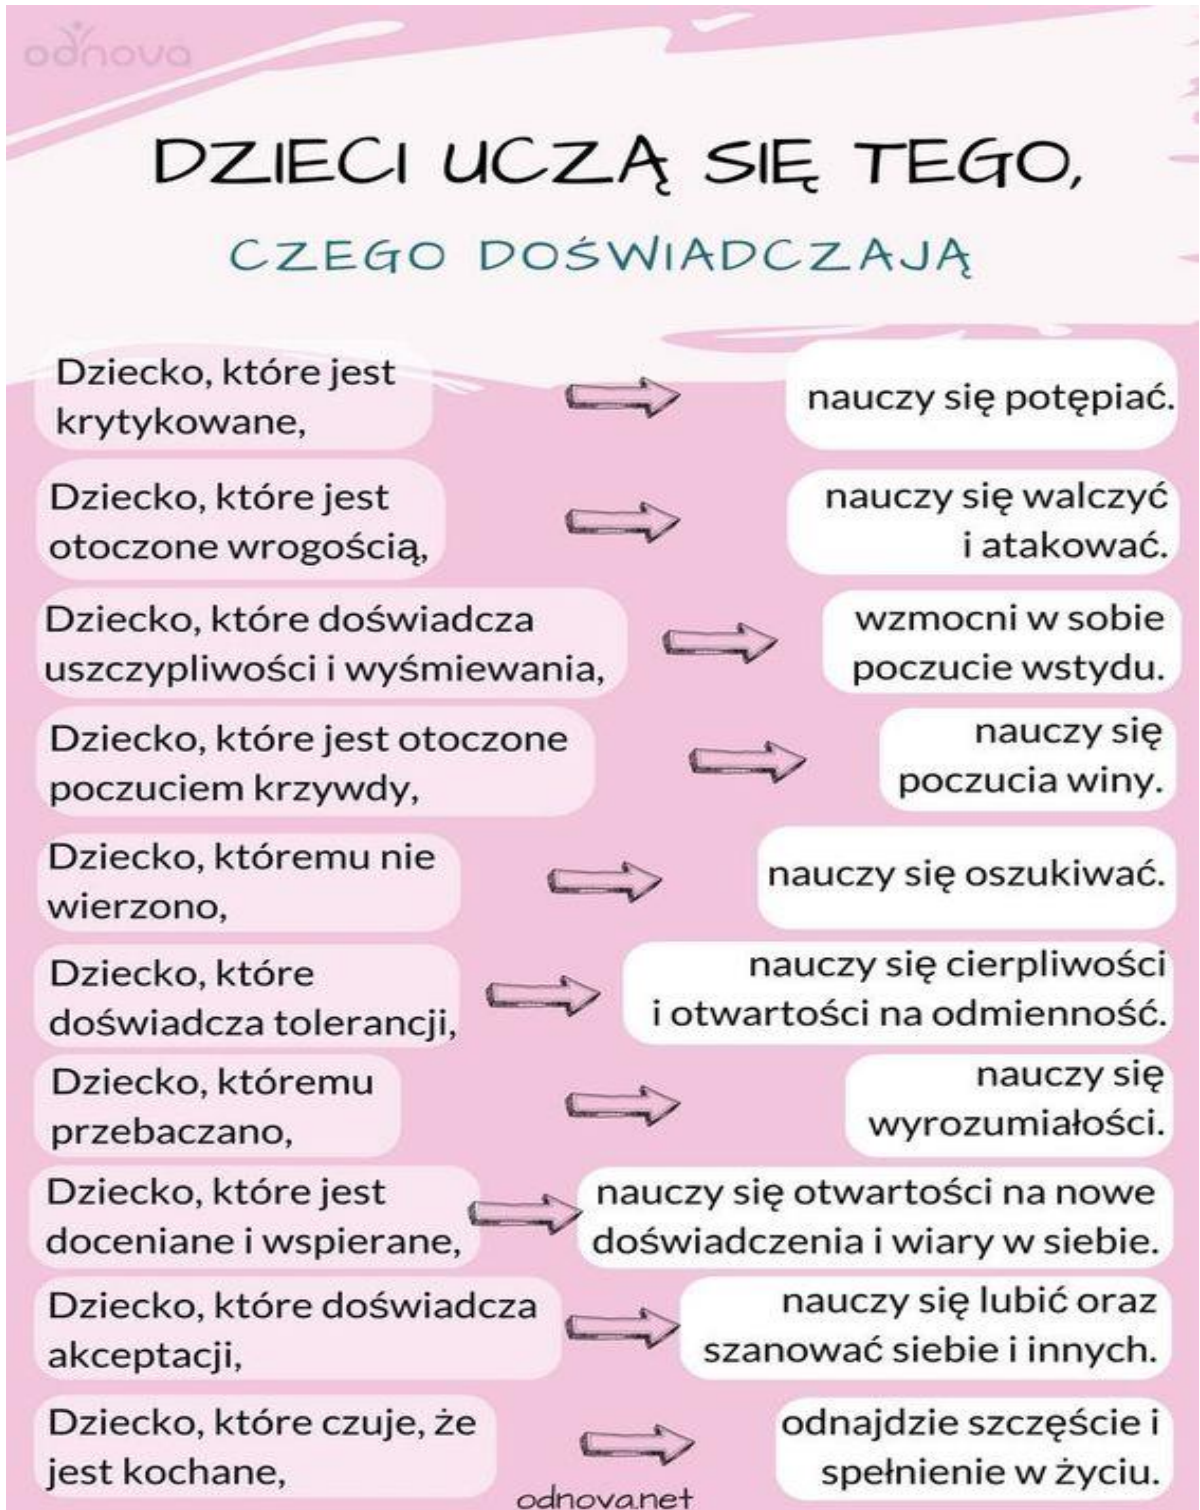 odnova
DZIECI UCZĄ SIĘ TEGO,
CZEGO DOŚWIADCZAJĄ
Dziecko, które jest
krytykowane,
nauczy się potępiać.
Dziecko, które jest
otoczone wrogością,
nauczy się walczyć
i atakować.
Dziecko, które doświadcza
uszczypliwości i wyśmiewania,
wzmocni w sobie
poczucie wstydu.
Dziecko, które jest otoczone
poczuciem krzywdy,
nauczy się
poczucia winy.
Dziecko, któremu nie
wierzono,
nauczy się oszukiwać.
Dziecko, które
doświadcza tolerancji,
nauczy się cierpliwości
i otwartości na odmienność.
Dziecko, któremu
przebaczano,
nauczy się
wyrozumiałości.
Dziecko, które jest
doceniane i wspierane,
nauczy się otwartości na nowe
doświadczenia i wiary w siebie.
Dziecko, które doświadcza
akceptacji,
nauczy się lubić oraz
szanować siebie i innych.
Dziecko, które czuje, że
jest kochane,
odnajdzie szczęście i
spełnienie w życiu.
odnova.net